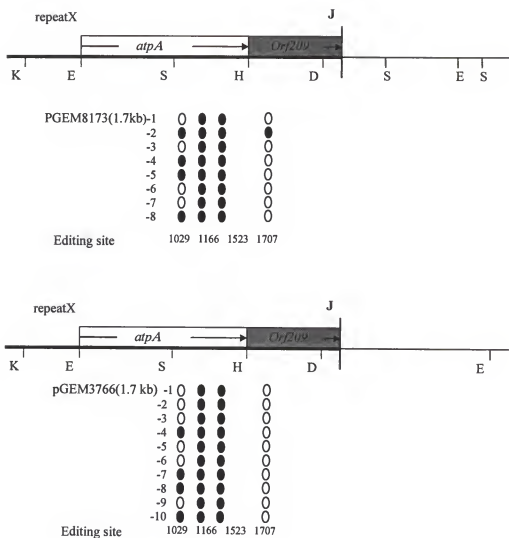 repeatX J
atpA Orf209
K E S H D S E S
PGEM8173(1.7kb)-1
-2
-3
-4
-5
-6
-7
-8
Editing site 1029 1166 1523 1707
repeatX J
atpA Orf209
K E S H D E
pGEM3766(1.7 kb) -1
-2
-3
-4
-5
-6
-7
-8
-9
-10
Editing site 1029 1166 1523 1707